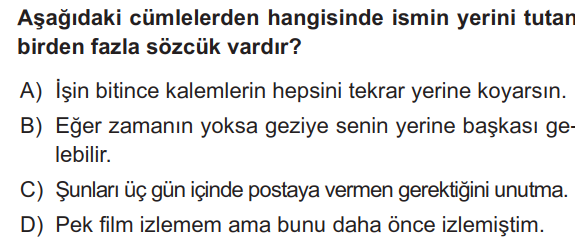 Aşağıdaki cümlelerden hangisinde ismin yerini tutan
birden fazla sözcük vardır?
A) İşin bitince kalemlerin hepsini tekrar yerine koyarsın.
B) Eğer zamanın yoksa geziye senin yerine başkası ge-
lebilir.
C) Şunları üç gün içinde postaya vermen gerektiğini unutma.
D) Pek film izlemem ama bunu daha önce izlemiştim.